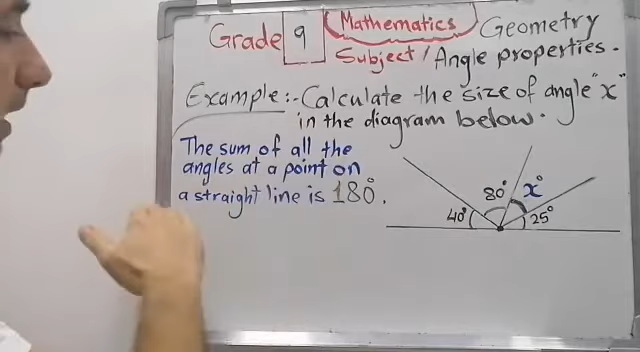 Grade 9 Mathematics Geometry
Subject/Angle properties.
Example:- Calculate the size of angle "x"
in the diagram below.
The sum of all the
angles at a point on
a straight line is 180°.
40° 80° x° 25°